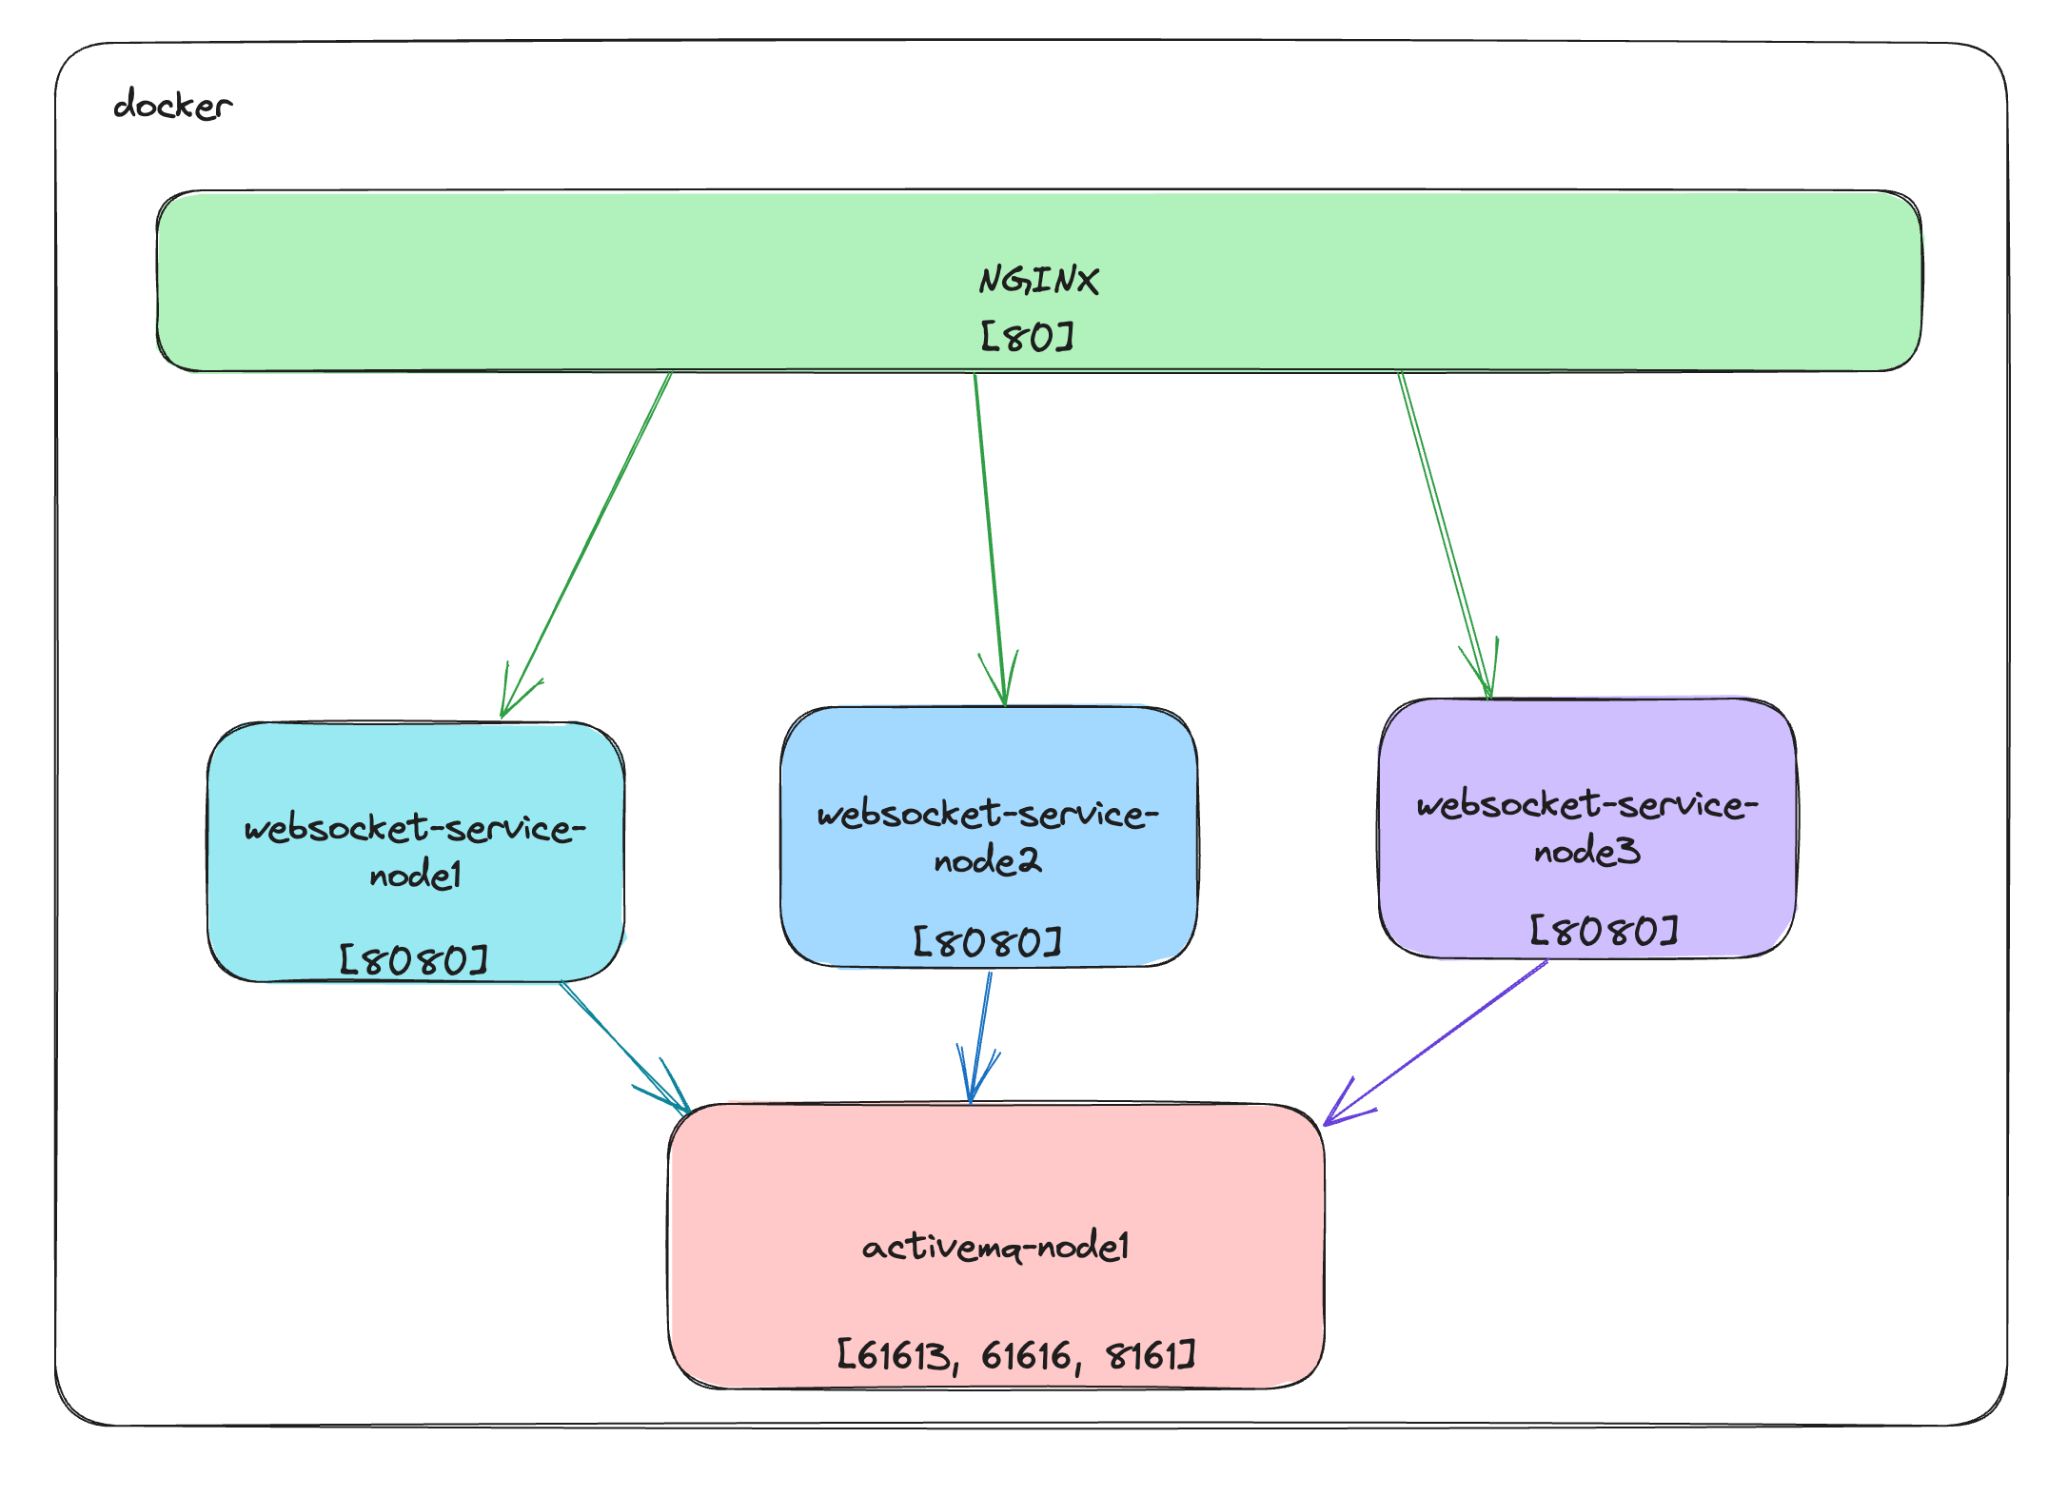 docker
NGINX
[80]
websocket-service-
node1
[8080]
websocket-service-
node2
[8080]
websocket-service-
node3
[8080]
activemq-node1
[61613, 61616, 8161]